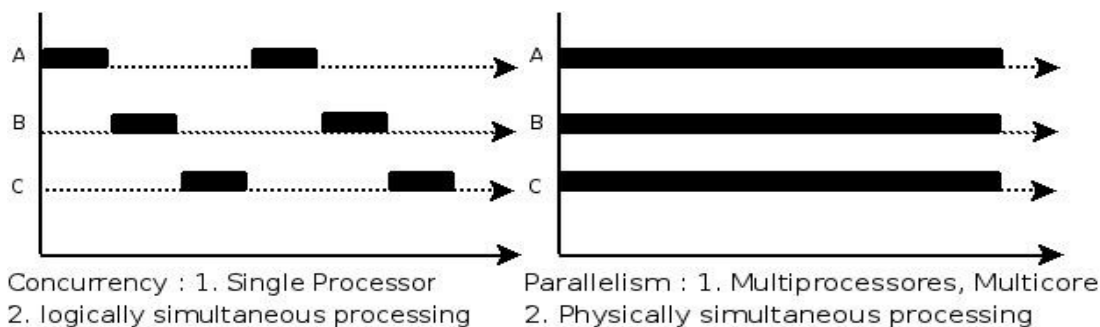 A
B
C
A
B
C
Concurrency : 1. Single Processor
2. logically simultaneous processing
Parallelism : 1. Multiprocessores, Multicore
2. Physically simultaneous processing